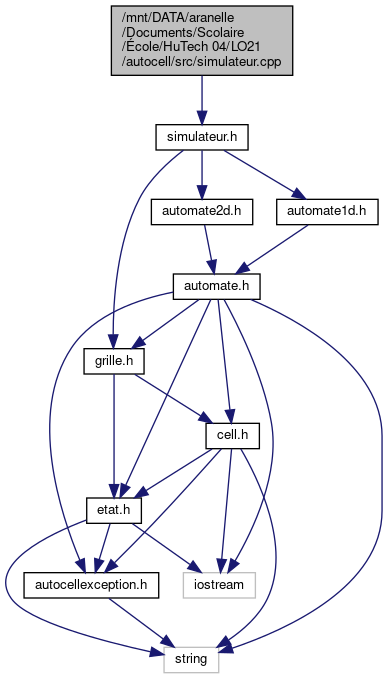 /mnt/DATA/aranelle
/Documents/Scolaire
/École/HuTech 04/LO21
/autocell/src/simulateur.cpp
simulateur.h
automate2d.h
automate1d.h
automate.h
grille.h
cell.h
etat.h
autocellexception.h
iostream
string